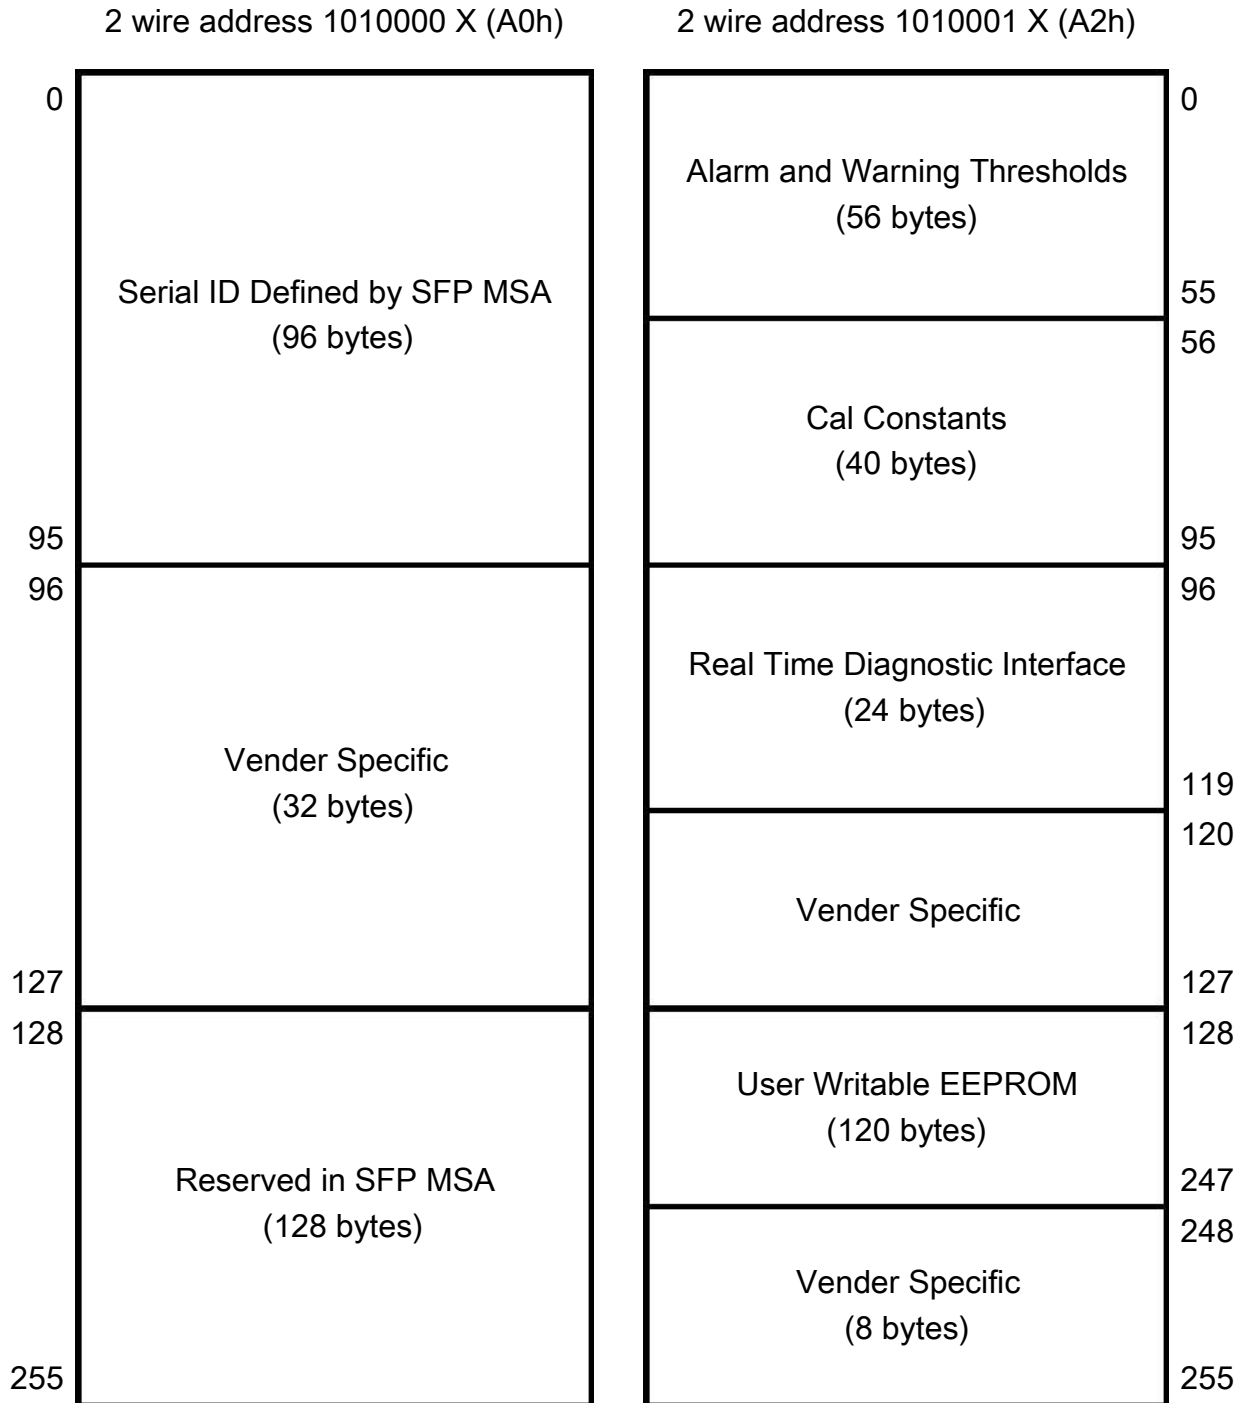 2 wire address 1010000 X (A0h)
0
Serial ID Defined by SFP MSA
(96 bytes)
95
96
Vender Specific
(32 bytes)
127
128
Reserved in SFP MSA
(128 bytes)
255
2 wire address 1010001 X (A2h)
0
Alarm and Warning Thresholds
(56 bytes)
55
56
Cal Constants
(40 bytes)
95
96
Real Time Diagnostic Interface
(24 bytes)
119
120
Vender Specific
127
128
User Writable EEPROM
(120 bytes)
247
248
Vender Specific
(8 bytes)
255